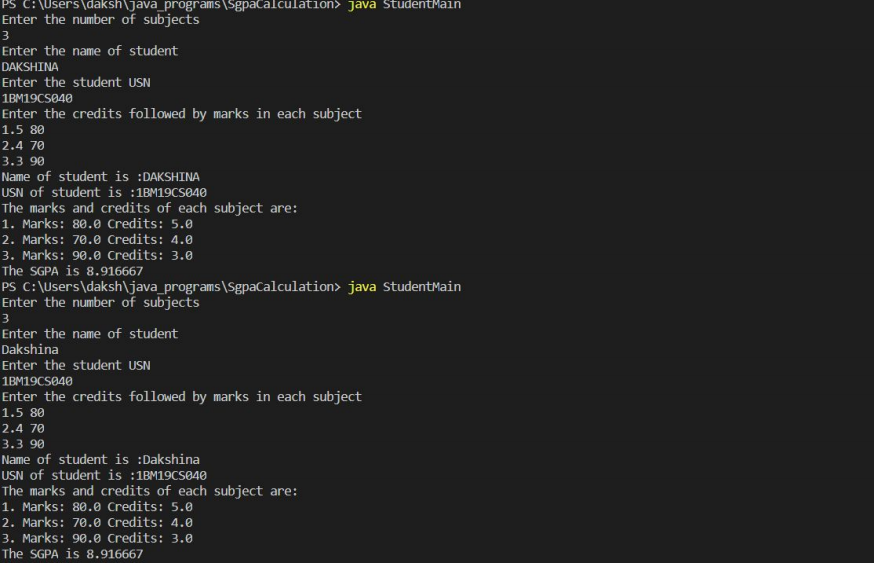 PS C:\Users\daksh\java_programs\SgpaCalculation> java StudentMain
Enter the number of subjects
3
Enter the name of student
DAKSHINA
Enter the student USN
1BM19CS040
Enter the credits followed by marks in each subject
1.5 80
2.4 70
3.3 90
Name of student is :DAKSHINA
USN of student is :1BM19CS040
The marks and credits of each subject are:
1. Marks: 80.0 Credits: 5.0
2. Marks: 70.0 Credits: 4.0
3. Marks: 90.0 Credits: 3.0
The SGPA is 8.916667
PS C:\Users\daksh\java_programs\SgpaCalculation> java StudentMain
Enter the number of subjects
3
Enter the name of student
Dakshina
Enter the student USN
1BM19CS040
Enter the credits followed by marks in each subject
1.5 80
2.4 70
3.3 90
Name of student is :Dakshina
USN of student is :1BM19CS040
The marks and credits of each subject are:
1. Marks: 80.0 Credits: 5.0
2. Marks: 70.0 Credits: 4.0
3. Marks: 90.0 Credits: 3.0
The SGPA is 8.916667